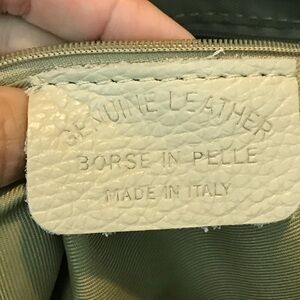 GENUINE LEATHER
BORSE IN PELLE
MADE IN ITALY